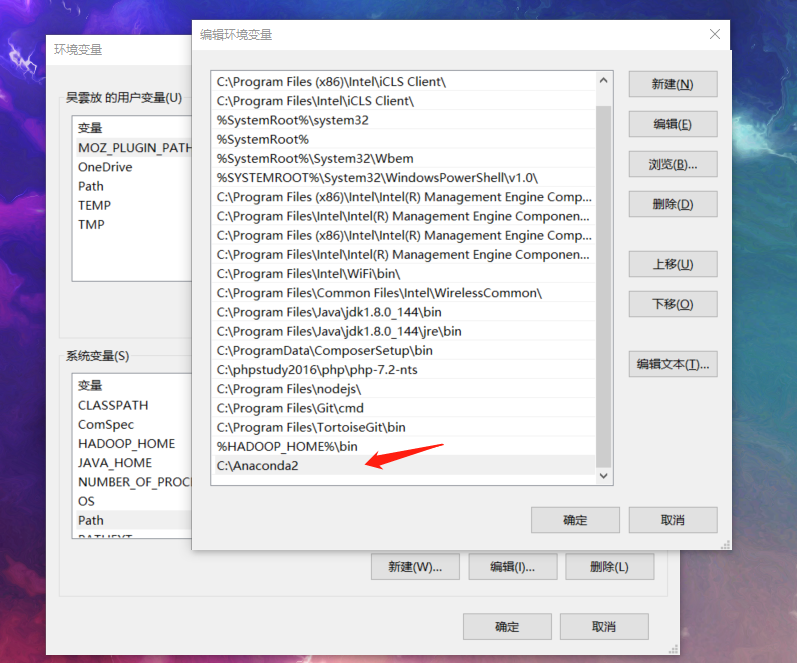 环境变量
吴雲放 的用户变量(U)
变量
MOZ_PLUGIN_PATH
OneDrive
Path
TEMP
TMP
系统变量(S)
变量
CLASSPATH
ComSpec
HADOOP_HOME
JAVA_HOME
NUMBER_OF_PROC
OS
Path
PATHEXT
新建(W)...
编辑(I)...
删除(L)
确定
取消
编辑环境变量
C:\Program Files (x86)\Intel\iCLS Client\
C:\Program Files\Intel\iCLS Client\
%SystemRoot%\system32
%SystemRoot%
%SystemRoot%\System32\Wbem
%SYSTEMROOT%\System32\WindowsPowerShell\v1.0\
C:\Program Files (x86)\Intel\Intel(R) Management Engine Comp...
C:\Program Files\Intel\Intel(R) Management Engine Componen...
C:\Program Files (x86)\Intel\Intel(R) Management Engine Comp...
C:\Program Files\Intel\Intel(R) Management Engine Componen...
C:\Program Files\Intel\WiFi\bin\
C:\Program Files\Common Files\Intel\WirelessCommon\
C:\Program Files\Java\jdk1.8.0_144\bin
C:\Program Files\Java\jdk1.8.0_144\jre\bin
C:\ProgramData\ComposerSetup\bin
C:\phpstudy2016\php\php-7.2-nts
C:\Program Files\nodejs\
C:\Program Files\Git\cmd
C:\Program Files\TortoiseGit\bin
%HADOOP_HOME%\bin
C:\Anaconda2
新建(N)
编辑(E)
浏览(B)...
删除(D)
上移(U)
下移(O)
编辑文本(T)...
确定
取消